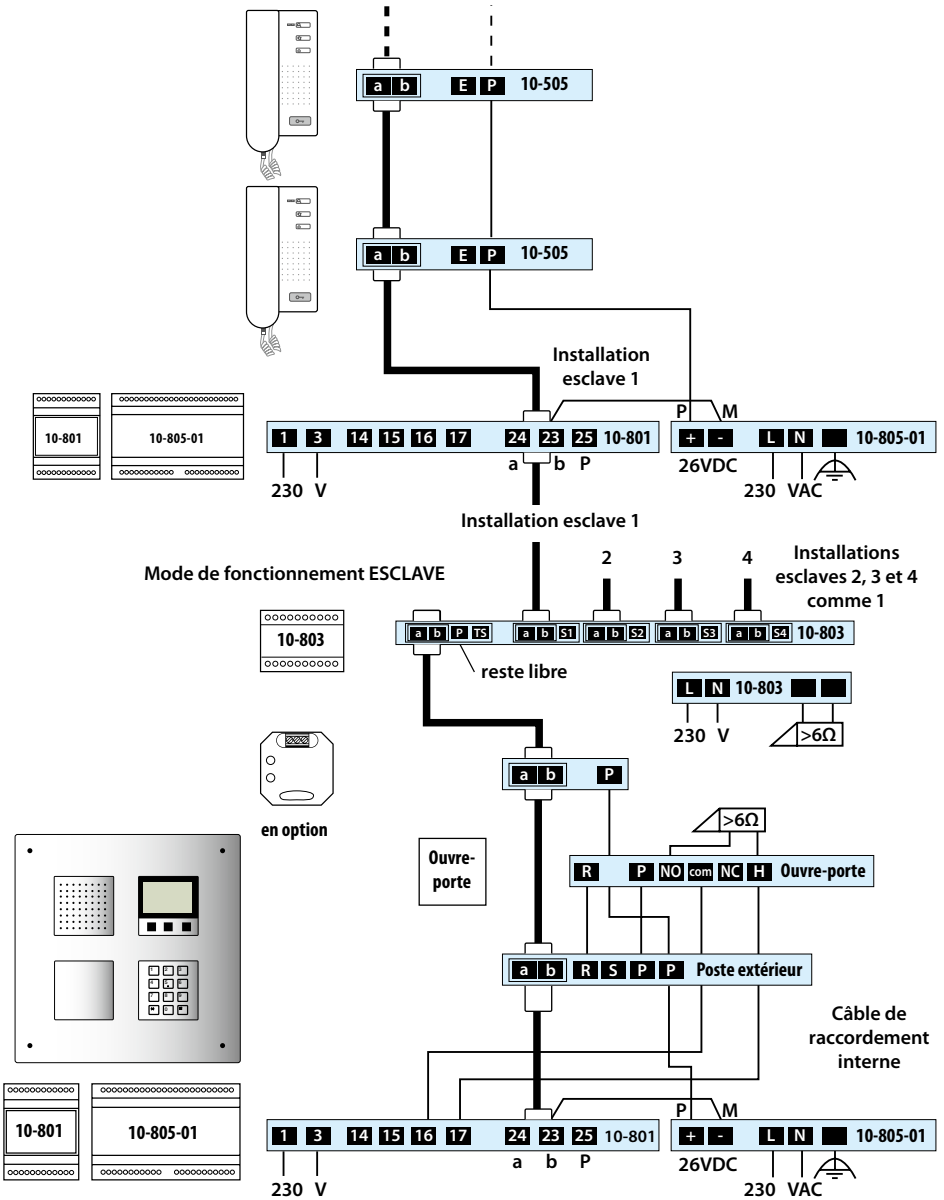 a b E P 10-505
a b E P 10-505
Installation
esclave 1
P M
10-801
10-805-01
1 3 14 15 16 17 24 23 25 10-801
+ - L N 10-805-01
a b P
26VDC
230 V
230 VAC
Installation esclave 1
Mode de fonctionnement ESCLAVE
2 3 4
Installations
esclaves 2, 3 et 4
comme 1
10-803
a b P TS a b S1 a b S2 a b S3 a b S4 10-803
reste libre
L N 10-803
230 V
>6Ω
a b P
en option
>6Ω
Ouvre-
porte
R P NO com NC H Ouvre-porte
a b R S P P Poste extérieur
Câble de
raccordement
interne
P M
10-801
10-805-01
1 3 14 15 16 17 24 23 25 10-801
+ - L N 10-805-01
a b P
26VDC
230 V
230 VAC